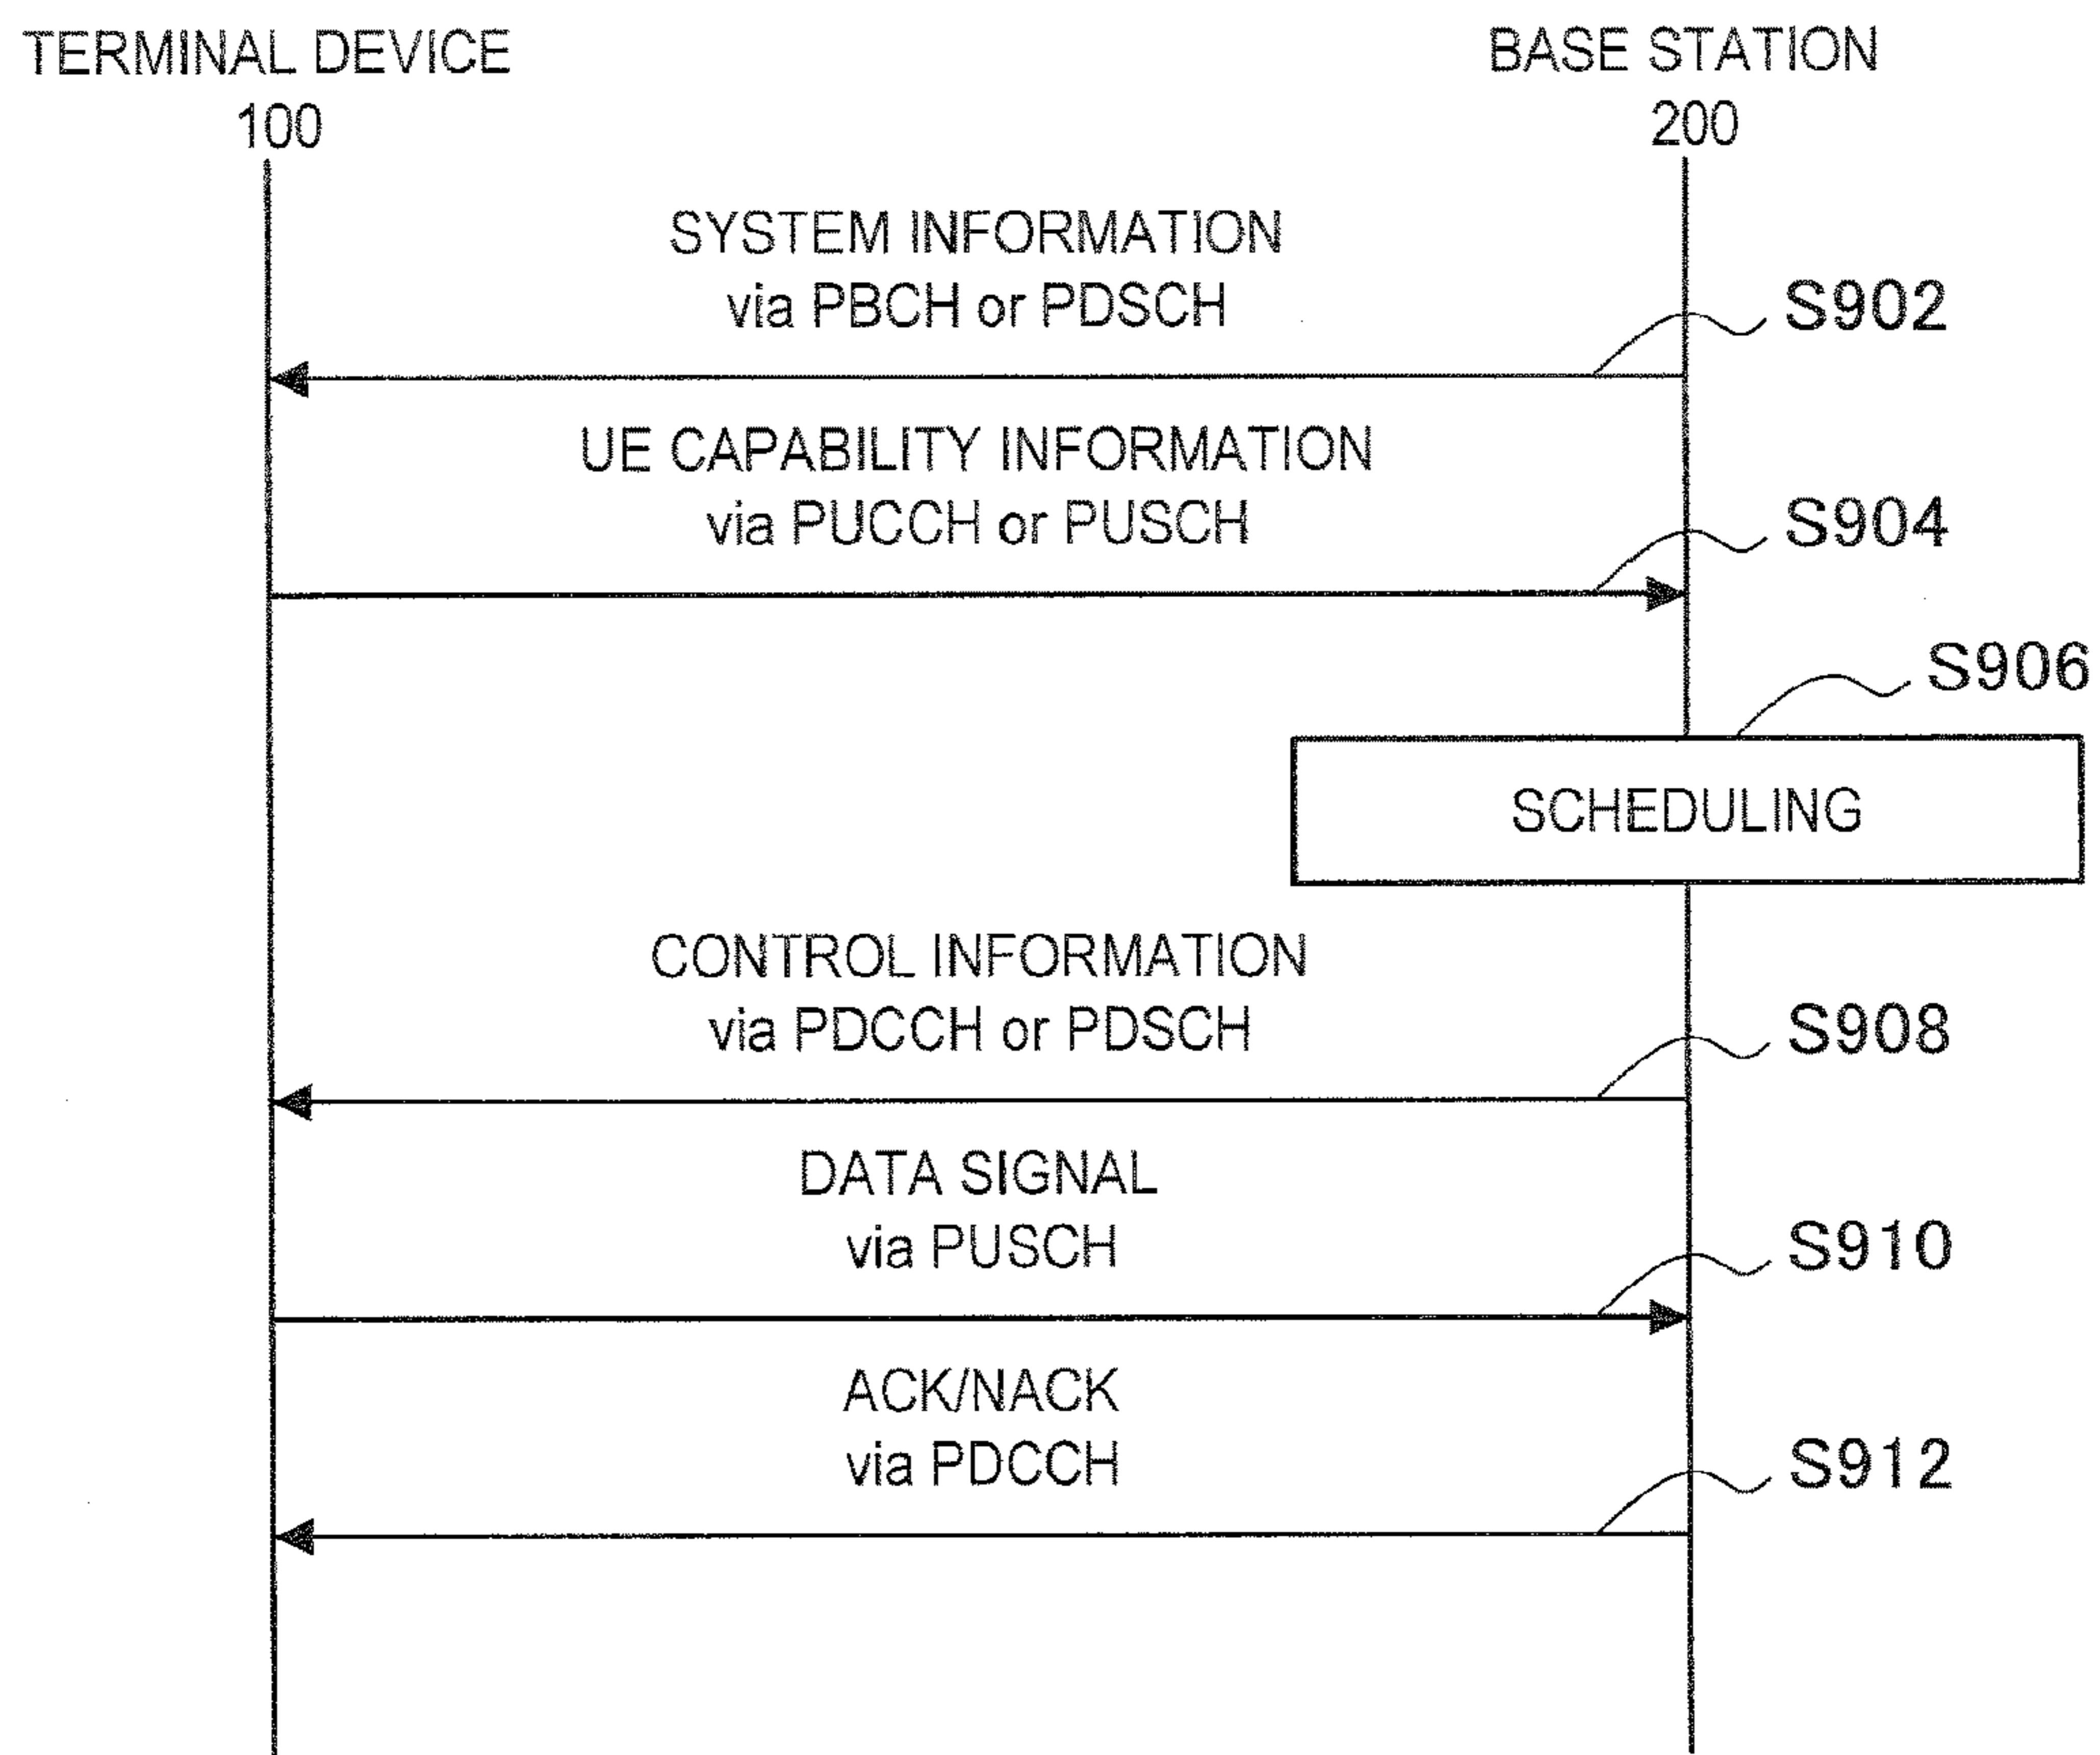 TERMINAL DEVICE
100
BASE STATION
200
SYSTEM INFORMATION
via PBCH or PDSCH
S902
UE CAPABILITY INFORMATION
via PUCCH or PUSCH
S904
S906
SCHEDULING
CONTROL INFORMATION
via PDCCH or PDSCH
S908
DATA SIGNAL
via PUSCH
S910
ACK/NACK
via PDCCH
S912